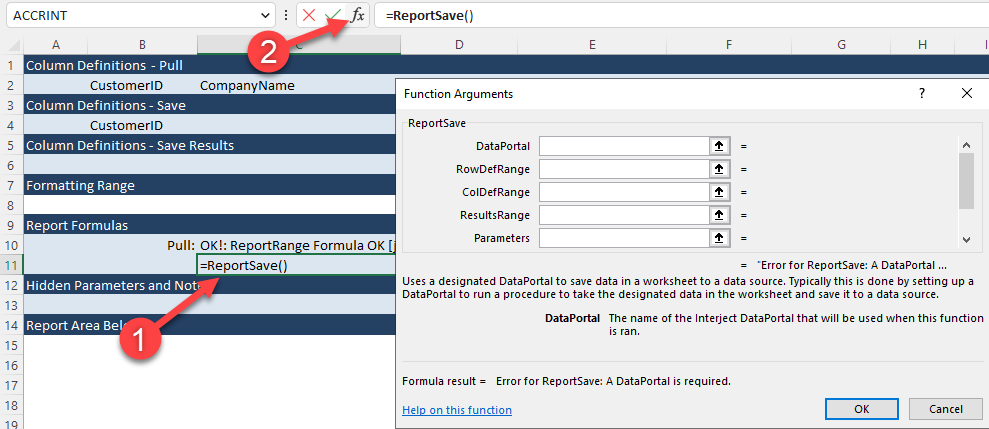 ACCRINT
fx
=ReportSave()
2
A B C D E F G H I
1 Column Definitions - Pull
2 CustomerID CompanyName
3 Column Definitions - Save
4 CustomerID
5 Column Definitions - Save Results
6
7 Formatting Range
8
9 Report Formulas
10 Pull: OK!: ReportRange Formula OK [j
11 =ReportSave()
12 Hidden Parameters and Note
13
14 Report Area Bel
15
16
17
18
19
1
Function Arguments
?
ReportSave
DataPortal =
RowDefRange =
ColDefRange =
ResultsRange =
Parameters =
= "Error for ReportSave: A DataPortal ...
Uses a designated DataPortal to save data in a worksheet to a data source. Typically this is done by setting up a
DataPortal to run a procedure to take the designated data in the worksheet and save it to a data source.
DataPortal The name of the Interject DataPortal that will be used when this function
is ran.
Formula result = Error for ReportSave: A DataPortal is required.
Help on this function
OK
Cancel